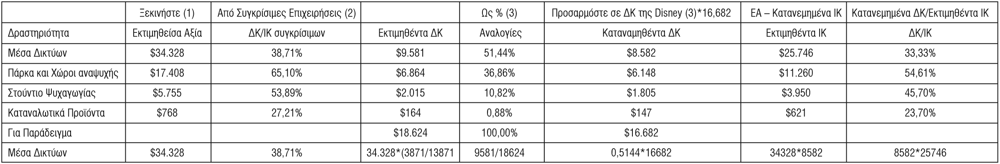 Ξεκινήστε (1) Από Συγκρίσιμες Επιχειρήσεις (2) Ως % (3) Προσαρμόστε σε ΔΚ της Disney (3)*16,682 ΕΑ – Κατανεμημένα ΙΚ Κατανεμημένα ΔΚ/Εκτιμηθέντα ΙΚ
Δραστηριότητα Εκτιμηθείσα Αξία ΔΚ/ΙΚ συγκρίσιμων Εκτιμηθέντα ΔΚ Αναλογίες Καταναμηθέντα ΔΚ Εκτιμηθέντα ΙΚ ΔΚ/ΙΚ
Μέσα Δικτύων $34.328 38,71% $9.581 51,44% $8.582 $25.746 33,33%
Πάρκα και Χώροι αναψυχής $17.408 65,10% $6.864 36,86% $6.148 $11.260 54,61%
Στούντιο Ψυχαγωγίας $5.755 53,89% $2.015 10,82% $1.805 $3.950 45,70%
Καταναλωτικά Προϊόντα $768 27,21% $164 0,88% $147 $621 23,70%
Για Παράδειγμα $18.624 100,00% $16.682
Μέσα Δικτύων $34.328 38,71% 34.328*(3871/13871 9581/18624 0,5144*16682 34328*8582 8582*25746